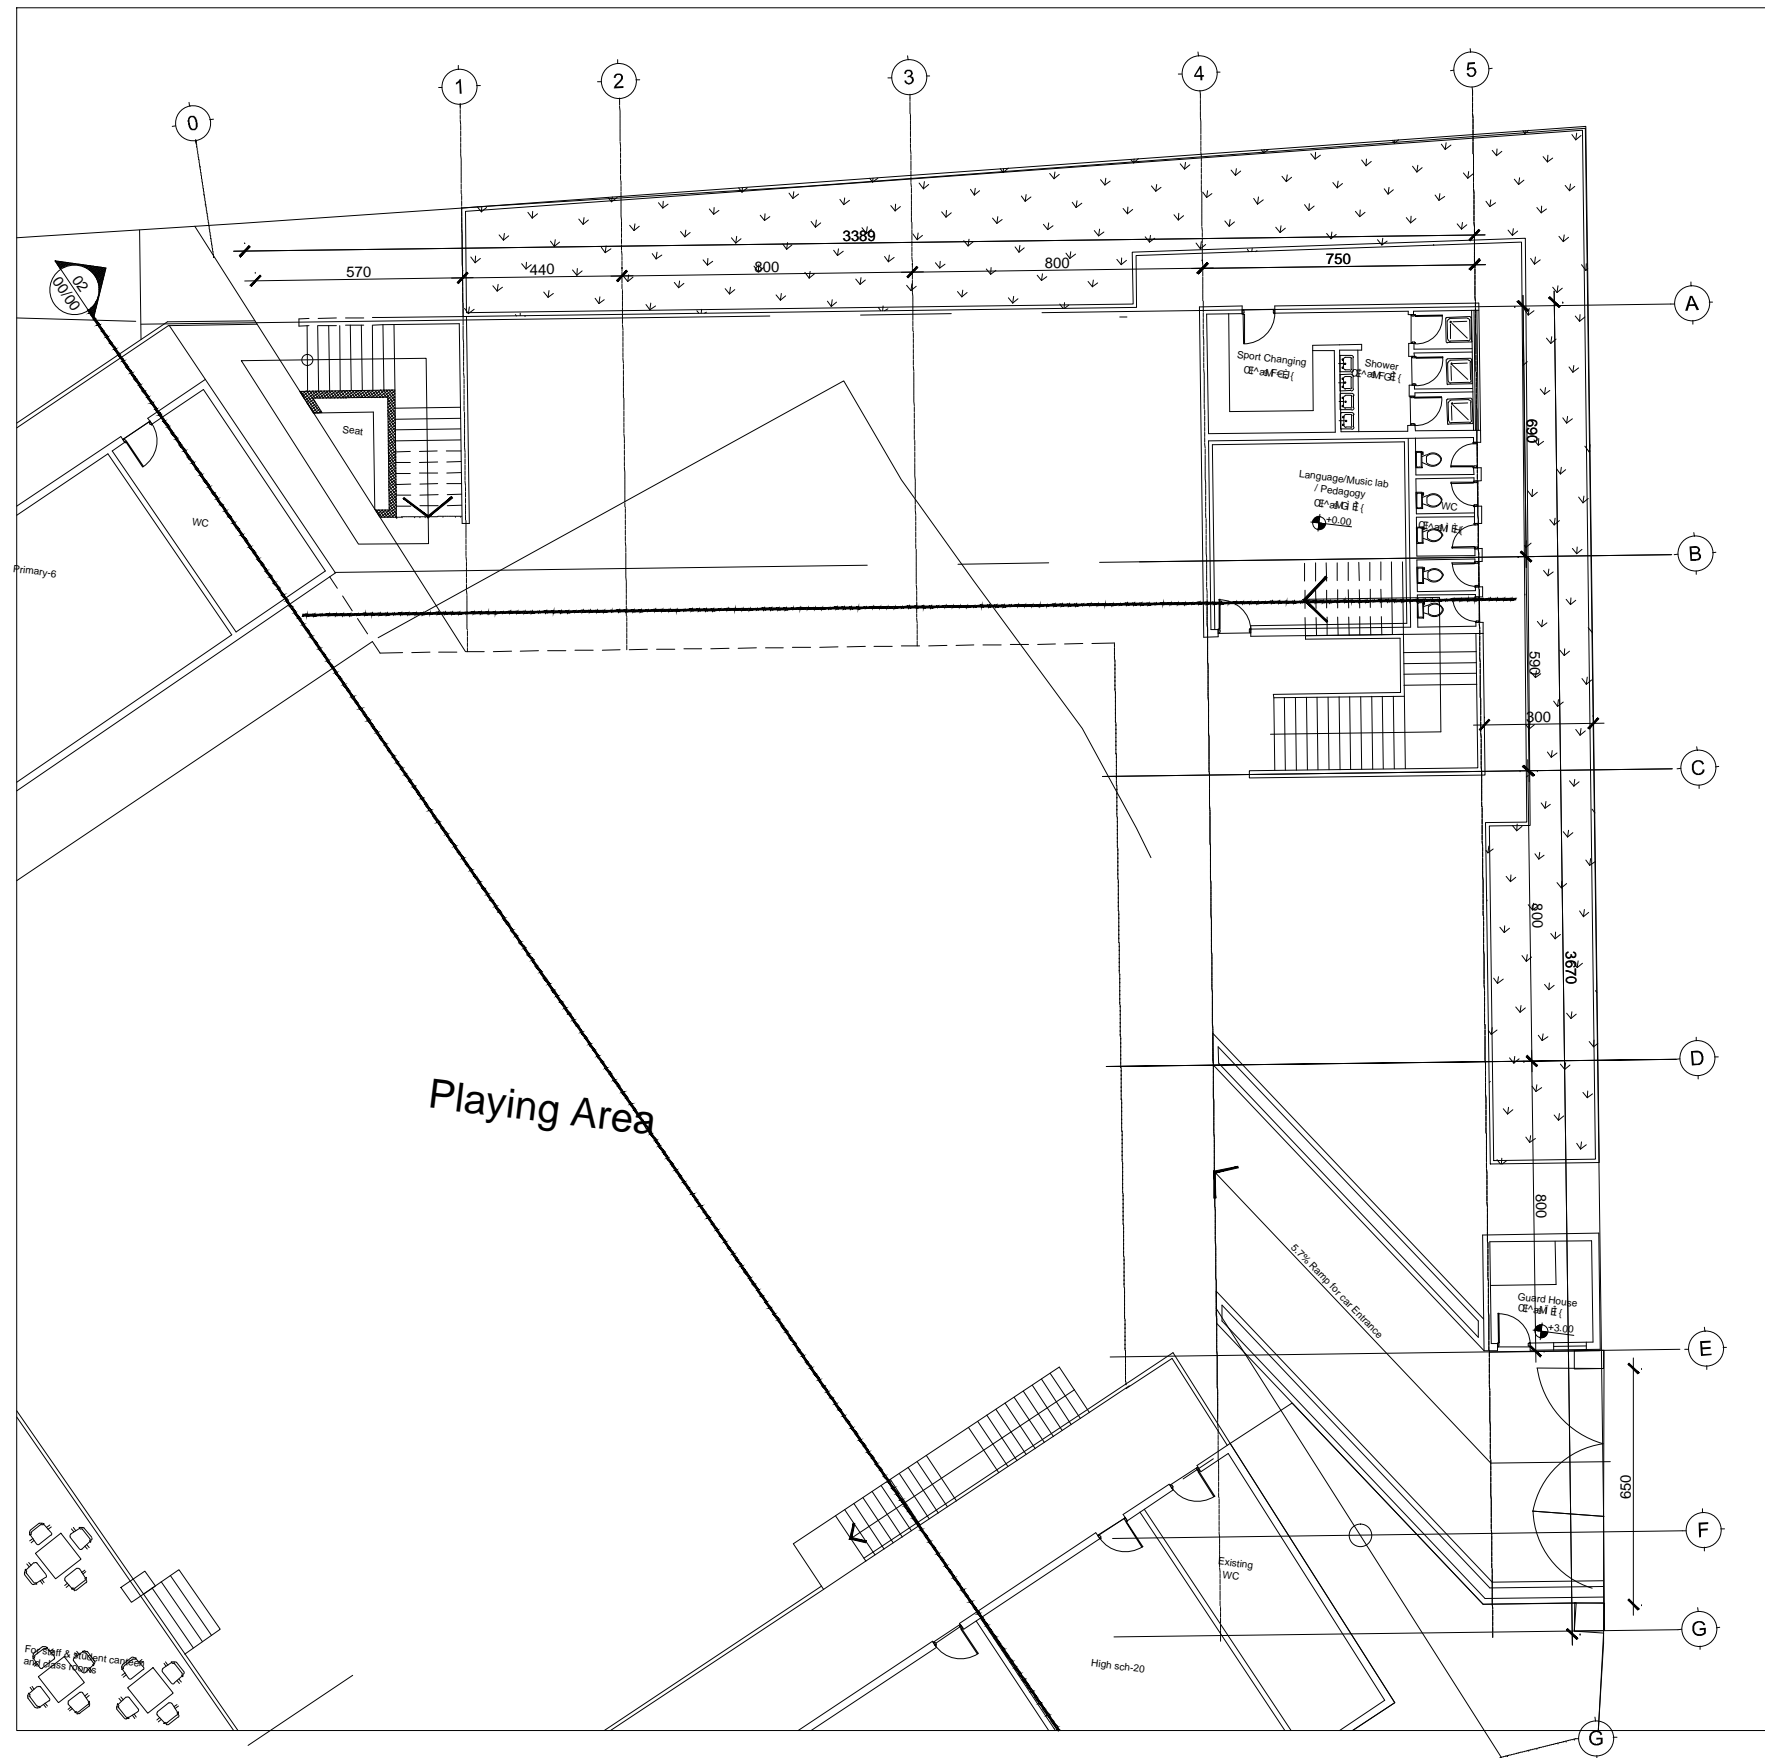 0
1
2
3
4
5
3389
570
440
800
800
750
02
00/00
A
Sport Changing
Shower
690
Seat
Language/Music lab
/ Pedagogy
+0.00
WC
WC
B
Primary-6
590
300
C
800
3670
D
Playing Area
800
5.7% Ramp for car Entrance
Guard House
+3.00
E
650
F
Existing
WC
G
High sch-20
For staff & student canteen
and class rooms
G